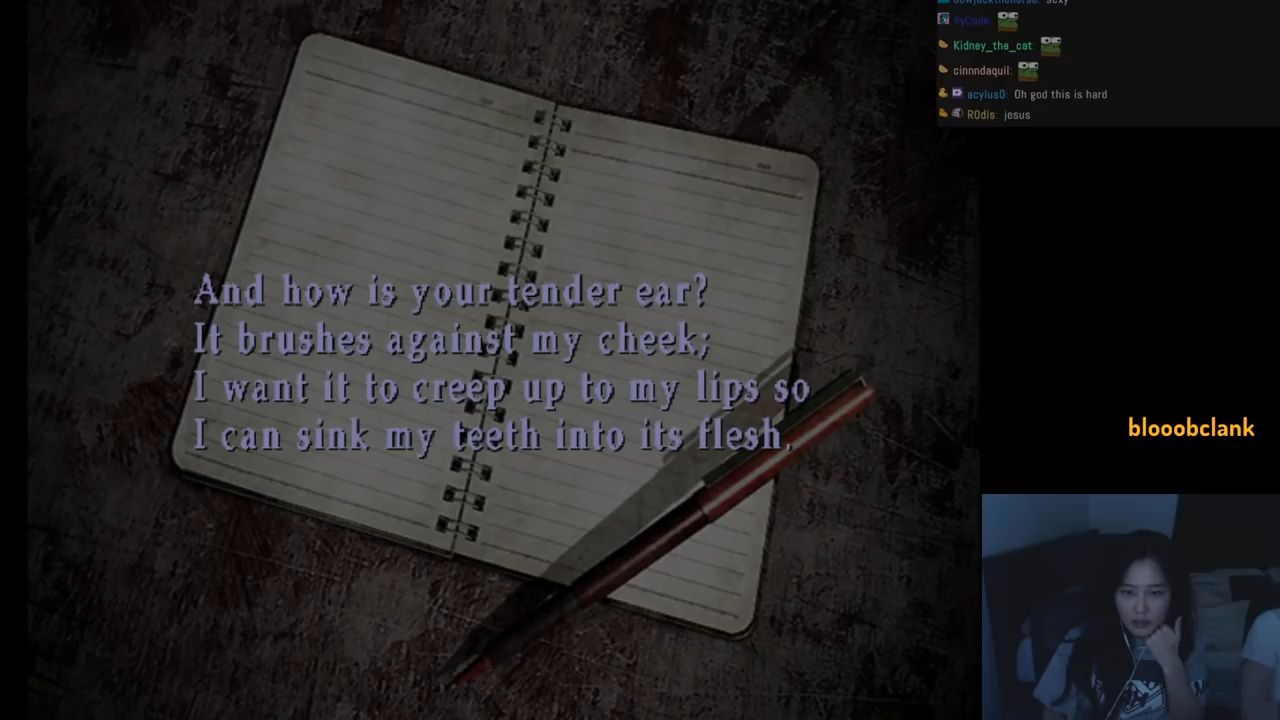 RyCode:
Kidney_the_cat:
cinnndaquil:
acylus0: Oh god this is hard
R0dis: jesus
And how is your tender ear?
It brushes against my cheek;
I want it to creep up to my lips so
I can sink my teeth into its flesh.
blooobclank